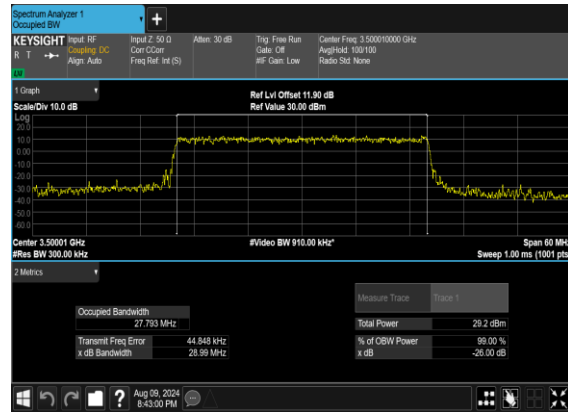 Spectrum Analyzer 1
Occupied BW
+
KEYSIGHT Input: RF Input Z: 50 Ω Atten: 30 dB Trig: Free Run Center Freq: 3.500010000 GHz
R T Coupling: DC Corr CCorr Gate: Off Avg|Hold: 100/100
Align: Auto Freq Ref: Int (S) #IF Gain: Low Radio Std: None
1 Graph
Ref Lvl Offset 11.90 dB
Scale/Div 10.0 dB Ref Value 30.00 dBm
Log
20.0
10.0
0.00
-10.0
-20.0
-30.0
-40.0
-50.0
-60.0
Center 3.50001 GHz #Video BW 910.00 kHz* Span 60 MHz
#Res BW 300.00 kHz Sweep 1.00 ms (1001 pts
2 Metrics
Measure Trace Trace 1
Occupied Bandwidth
27.793 MHz Total Power 29.2 dBm
Transmit Freq Error 44.848 kHz % of OBW Power 99.00 %
x dB Bandwidth 28.99 MHz x dB -26.00 dB
?
Aug 09, 2024
8:43:00 PM